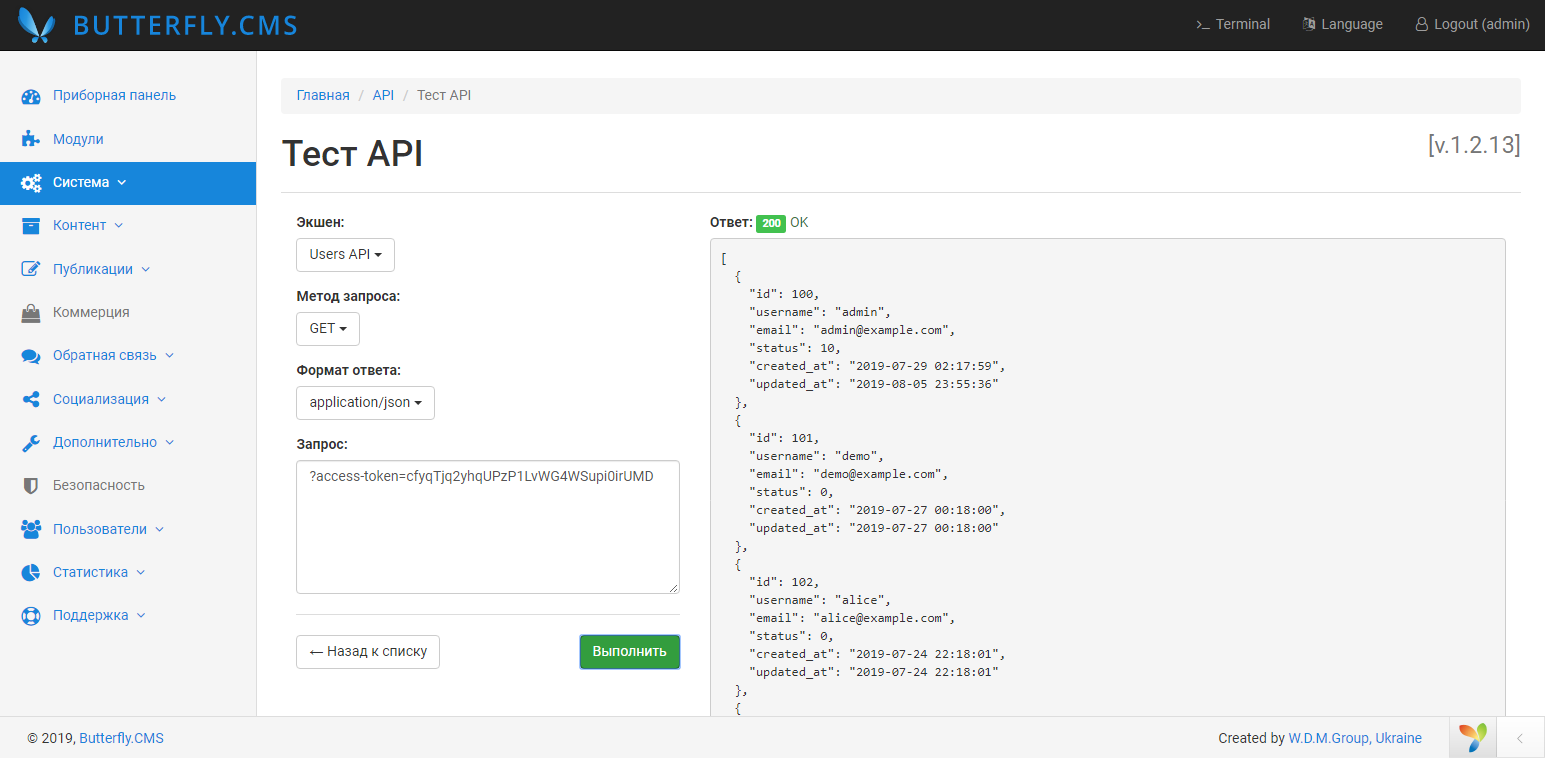 BUTTERFLY.CMS
>_ Terminal
Language
Logout (admin)
Приборная панель
Модули
Система
Контент
Публикации
Коммерция
Обратная связь
Социализация
Дополнительно
Безопасность
Пользователи
Статистика
Поддержка
Главная / API / Тест API
Тест API
[v.1.2.13]
Экшен:
Users API
Метод запроса:
GET
Формат ответа:
application/json
Запрос:
?access-token=cfyqTjq2yhqUPzP1LvWG4WSupi0irUMD
← Назад к списку
Выполнить
Ответ: 200 OK
[
{
"id": 100,
"username": "admin",
"email": "admin@example.com",
"status": 10,
"created_at": "2019-07-29 02:17:59",
"updated_at": "2019-08-05 23:55:36"
},
{
"id": 101,
"username": "demo",
"email": "demo@example.com",
"status": 0,
"created_at": "2019-07-27 00:18:00",
"updated_at": "2019-07-27 00:18:00"
},
{
"id": 102,
"username": "alice",
"email": "alice@example.com",
"status": 0,
"created_at": "2019-07-24 22:18:01",
"updated_at": "2019-07-24 22:18:01"
},
{
© 2019, Butterfly.CMS
Created by W.D.M.Group, Ukraine